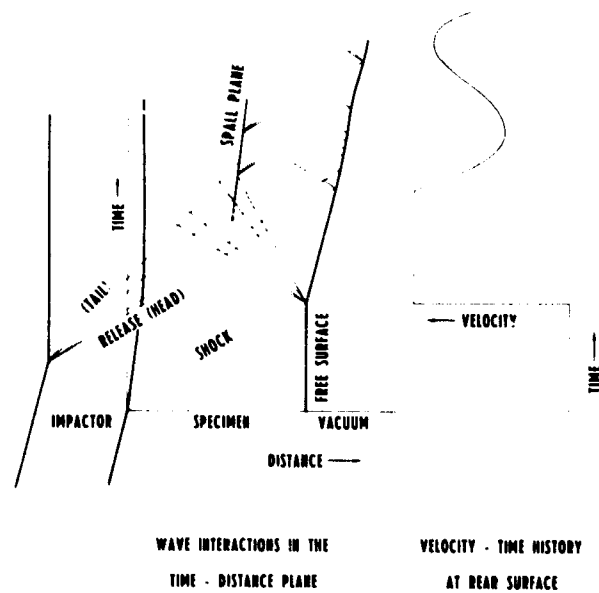 SPALL PLANE
TIME
(TAIL)
RELEASE (HEAD)
SHOCK
FREE SURFACE
VELOCITY
TIME
IMPACTOR
SPECIMEN
VACUUM
DISTANCE
WAVE INTERACTIONS IN THE
TIME - DISTANCE PLANE
VELOCITY - TIME HISTORY
AT REAR SURFACE